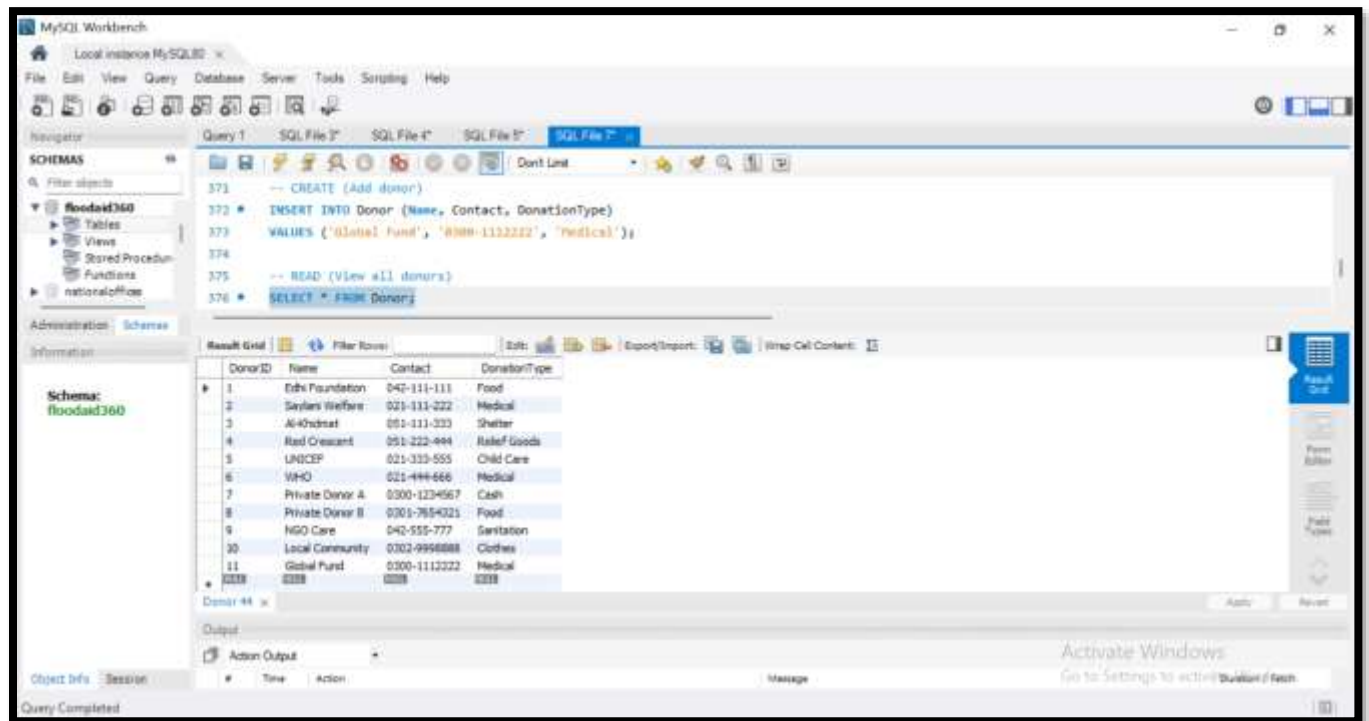 MySQL Workbench
Local instance MySQL80
File Edit View Query Database Server Tools Scripting Help
Navigator
Query 1 SQL File 3* SQL File 4* SQL File 5* SQL File 7*
SCHEMAS
Don't Limit
Filter objects
floodaid360
Tables
Views
Stored Procedur
Functions
nationaloffices
371 -- CREATE (Add donor)
372 INSERT INTO Donor (Name, Contact, DonationType)
373 VALUES ('Global Fund', '0300-1112222', 'Medical');
374
375 -- READ (View all donors)
376 SELECT * FROM Donor;
Administration Schemas
Information
Schema:
floodaid360
Result Grid Filter Rows: Edit: Export/Import: Wrap Cell Content:
DonorID Name Contact DonationType
1 Edhi Foundation 042-111-111 Food
2 Saylani Welfare 021-111-222 Medical
3 Al-Khidmat 051-111-333 Shelter
4 Red Crescent 051-222-444 Relief Goods
5 UNICEF 021-333-555 Child Care
6 WHO 021-444-666 Medical
7 Private Donor A 0300-1234567 Cash
8 Private Donor B 0301-7654321 Food
9 NGO Care 042-555-777 Sanitation
10 Local Community 0302-9998888 Clothes
11 Global Fund 0300-1112222 Medical
NULL NULL NULL NULL
Result Grid
Form Editor
Field Types
Donor 44
Apply Revert
Output
Action Output
Activate Windows
Go to Settings to activate
# Time Action Message Duration / Fetch
Object Info Session
Query Completed